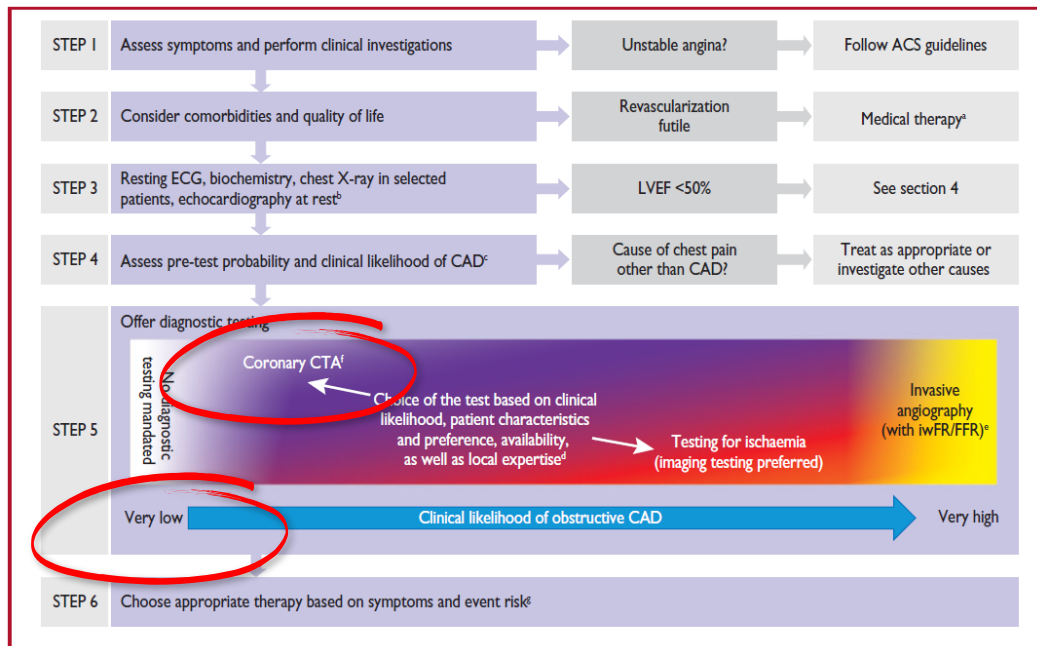 STEP 1
Assess symptoms and perform clinical investigations
Unstable angina?
Follow ACS guidelines
STEP 2
Consider comorbidities and quality of life
Revascularization
futile
Medical therapyᵃ
STEP 3
Resting ECG, biochemistry, chest X-ray in selected
patients, echocardiography at restᵇ
LVEF <50%
See section 4
STEP 4
Assess pre-test probability and clinical likelihood of CADᶜ
Cause of chest pain
other than CAD?
Treat as appropriate or
investigate other causes
STEP 5
Offer diagnostic testing
No diagnostic
testing mandated
Coronary CTAᶠ
Choice of the test based on clinical
likelihood, patient characteristics
and preference, availability,
as well as local expertiseᵈ
Testing for ischaemia
(imaging testing preferred)
Invasive
angiography
(with iwFR/FFR)ᵉ
Very low
Clinical likelihood of obstructive CAD
Very high
STEP 6
Choose appropriate therapy based on symptoms and event riskᵍ